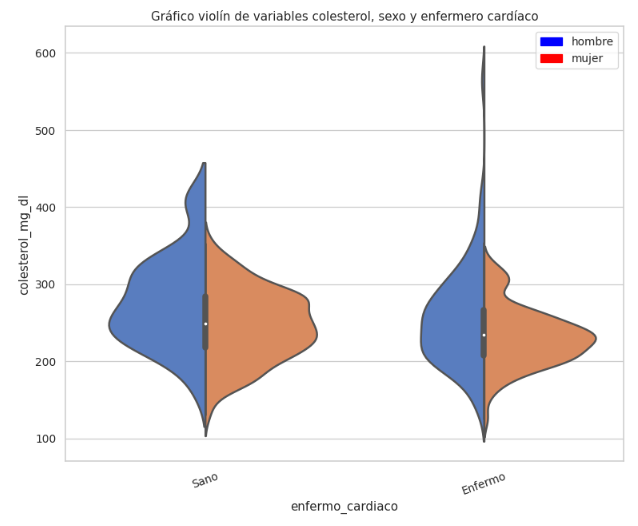 Gráfico violín de variables colesterol, sexo y enfermero cardíaco
hombre
mujer
600
500
400
300
200
100
colesterol_mg_dl
Sano
Enfermo
enfermo_cardiaco